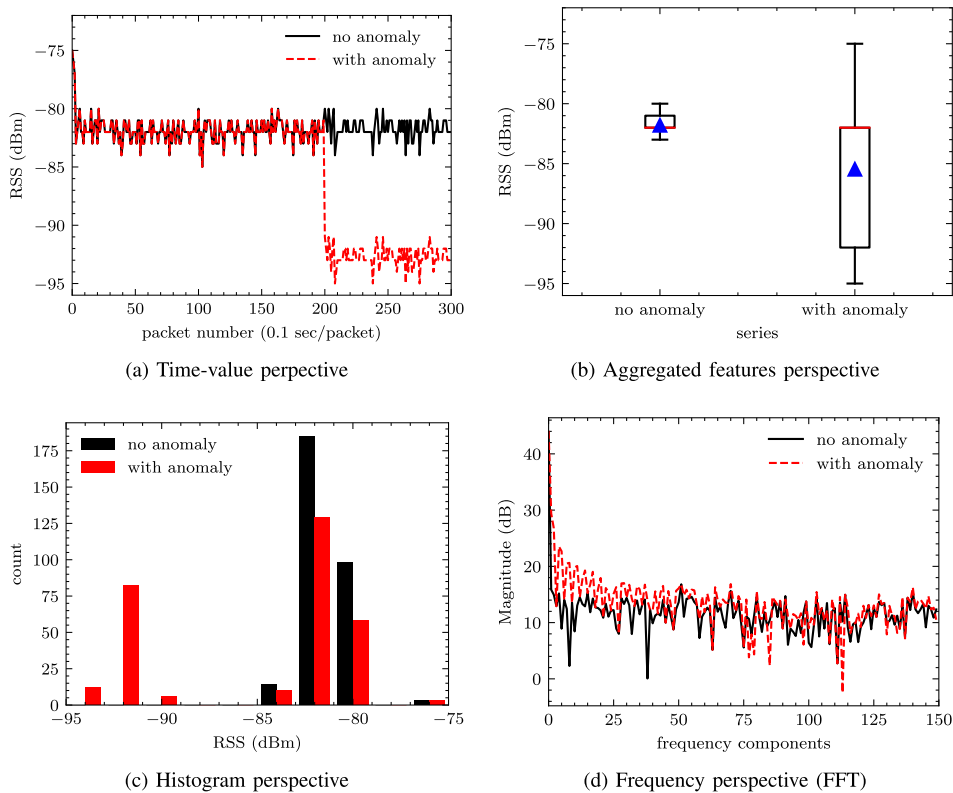 −75
−80
−85
−90
−95
RSS (dBm)
no anomaly
with anomaly
0 50 100 150 200 250 300
packet number (0.1 sec/packet)
(a) Time-value perpective
−75
−80
−85
−90
−95
RSS (dBm)
no anomaly with anomaly
series
(b) Aggregated features perspective
175
150
125
100
75
50
25
0
count
no anomaly
with anomaly
−95 −90 −85 −80 −75
RSS (dBm)
(c) Histogram perspective
40
30
20
10
0
Magnitude (dB)
no anomaly
with anomaly
0 25 50 75 100 125 150
frequency components
(d) Frequency perspective (FFT)